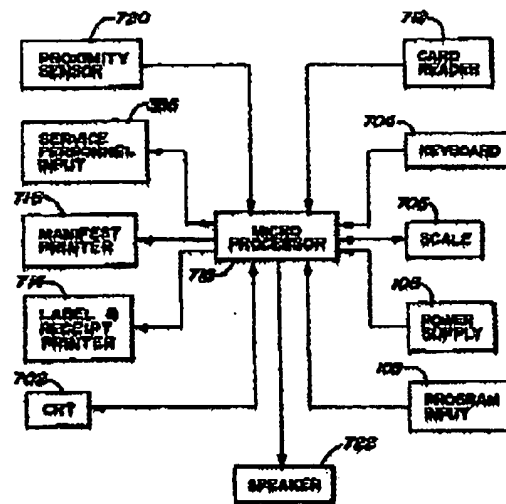 720
PROXIMITY
SENSOR
712
CARD
READER
SERVICE
PERSONNEL
INPUT
706
KEYBOARD
MANIFEST
PRINTER
MICRO
PROCESSOR
SCALE
LABEL &
RECEIPT
PRINTER
POWER
SUPPLY
702
CRT
PROGRAM
INPUT
722
SPEAKER